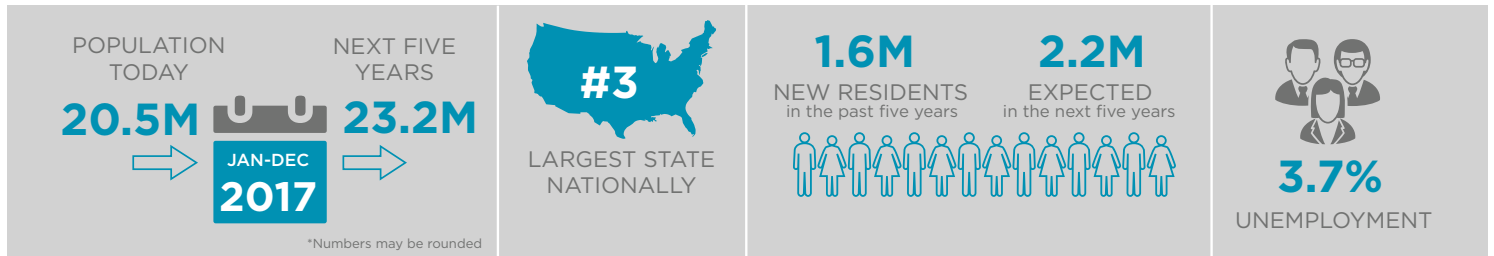 POPULATION
TODAY
20.5M
JAN-DEC
2017
NEXT FIVE
YEARS
23.2M
*Numbers may be rounded
#3
LARGEST STATE
NATIONALLY
1.6M
NEW RESIDENTS
in the past five years
2.2M
EXPECTED
in the next five years
3.7%
UNEMPLOYMENT